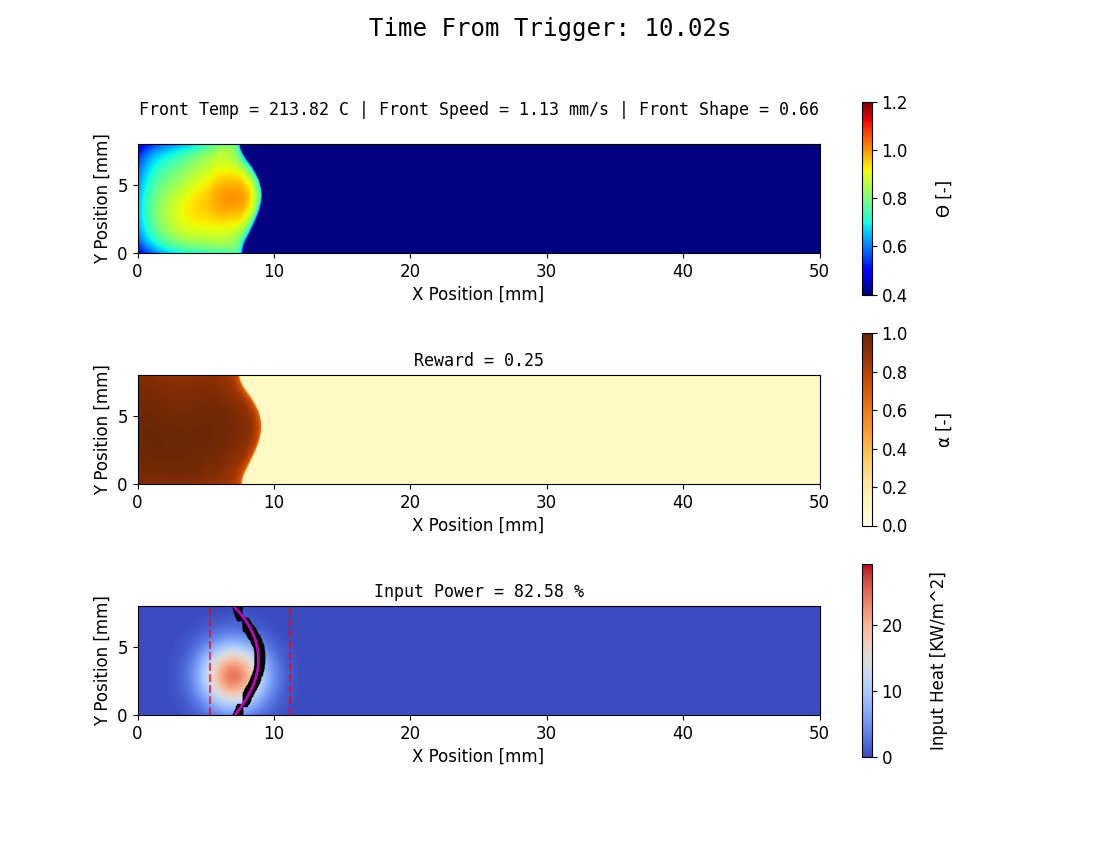 Time From Trigger: 10.02s
Front Temp = 213.82 C | Front Speed = 1.13 mm/s | Front Shape = 0.66
Y Position [mm]
5
0
0 10 20 30 40 50
X Position [mm]
1.2
1.0
0.8
0.6
0.4
Θ [-]
Reward = 0.25
Y Position [mm]
5
0
0 10 20 30 40 50
X Position [mm]
1.0
0.8
0.6
0.4
0.2
0.0
α [-]
Input Power = 82.58 %
Y Position [mm]
5
0
0 10 20 30 40 50
X Position [mm]
20
10
0
Input Heat [KW/m^2]